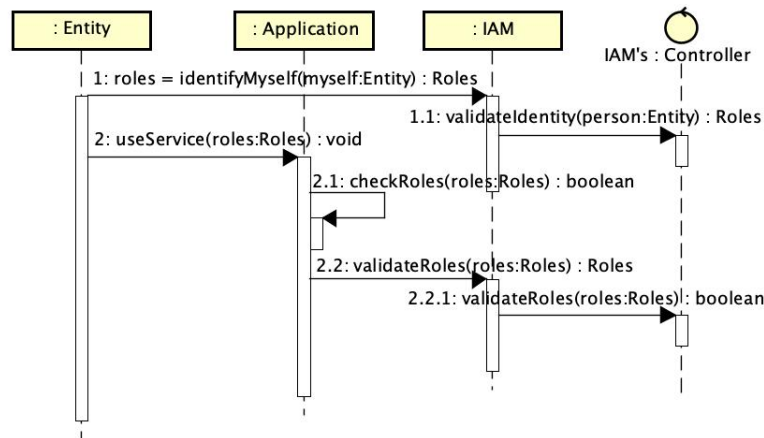 : Entity
: Application
: IAM
IAM's : Controller
1: roles = identifyMyself(myself:Entity) : Roles
1.1: validateIdentity(person:Entity) : Roles
2: useService(roles:Roles) : void
2.1: checkRoles(roles:Roles) : boolean
2.2: validateRoles(roles:Roles) : Roles
2.2.1: validateRoles(roles:Roles) : boolean